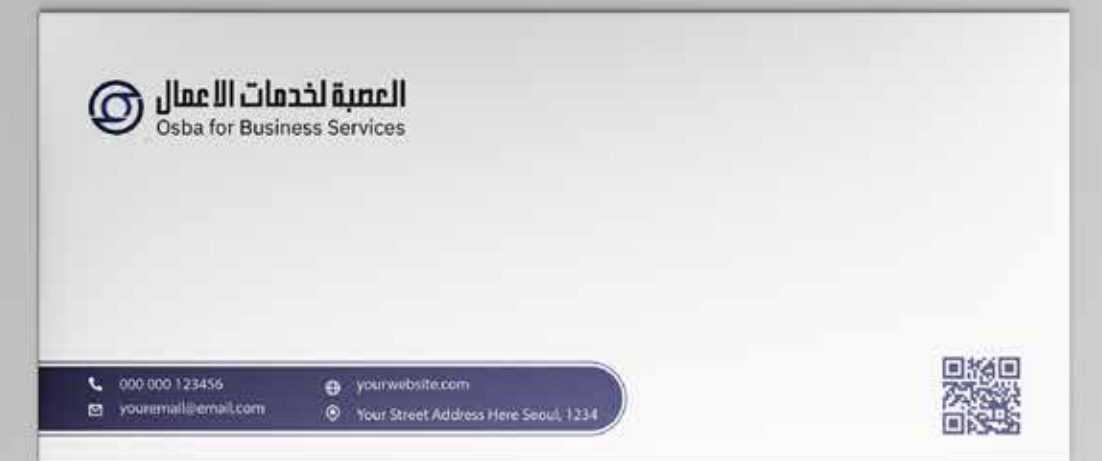 العصبة لخدمات الاعمال
Osba for Business Services
000 000 123456
yourwebsite.com
youremail@email.com
Your Street Address Here Seoul, 1234